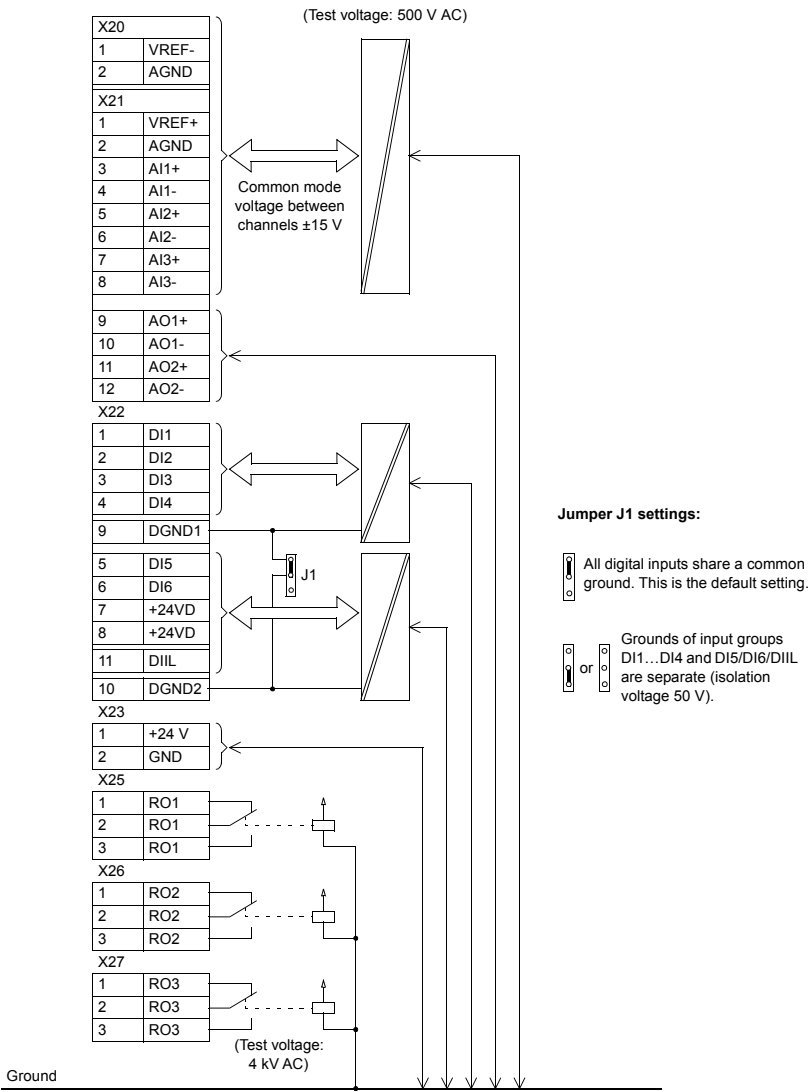 (Test voltage: 500 V AC)
X20
1 VREF-
2 AGND
X21
1 VREF+
2 AGND
3 AI1+
4 AI1-
5 AI2+
6 AI2-
7 AI3+
8 AI3-
Common mode
voltage between
channels ±15 V
9 AO1+
10 AO1-
11 AO2+
12 AO2-
X22
1 DI1
2 DI2
3 DI3
4 DI4
9 DGND1
5 DI5
6 DI6
7 +24VD
8 +24VD
11 DIIL
10 DGND2
J1
Jumper J1 settings:
All digital inputs share a common
ground. This is the default setting.
or
Grounds of input groups
DI1…DI4 and DI5/DI6/DIIL
are separate (isolation
voltage 50 V).
X23
1 +24 V
2 GND
X25
1 RO1
2 RO1
3 RO1
X26
1 RO2
2 RO2
3 RO2
X27
1 RO3
2 RO3
3 RO3
(Test voltage:
4 kV AC)
Ground